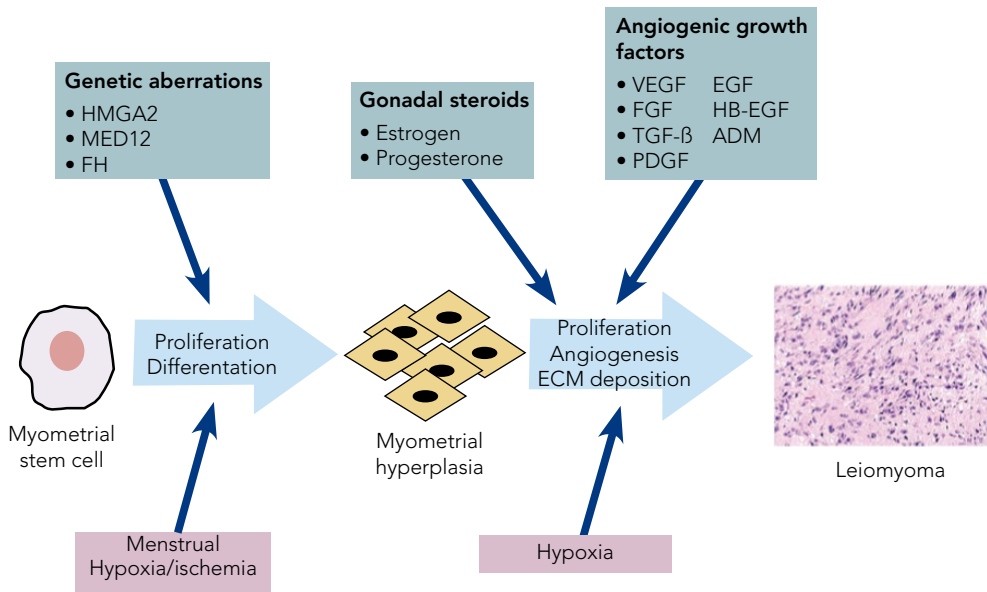 Genetic aberrations
• HMGA2
• MED12
• FH
Gonadal steroids
• Estrogen
• Progesterone
Angiogenic growth
factors
• VEGF EGF
• FGF HB-EGF
• TGF-ß ADM
• PDGF
Myometrial
stem cell
Proliferation
Differentation
Myometrial
hyperplasia
Proliferation
Angiogenesis
ECM deposition
Leiomyoma
Menstrual
Hypoxia/ischemia
Hypoxia